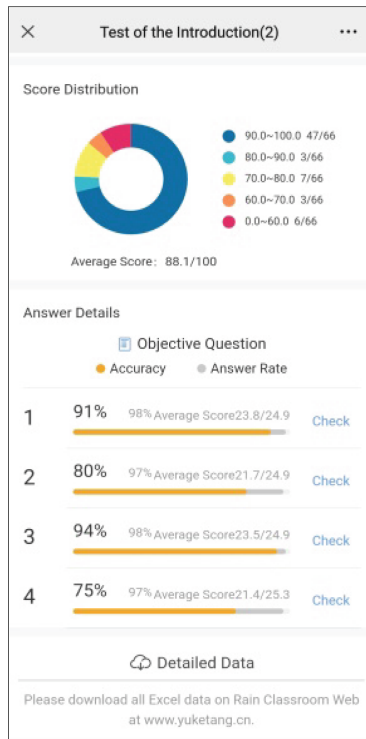 Test of the Introduction(2)
Score Distribution
90.0~100.0 47/66
80.0~90.0 3/66
70.0~80.0 7/66
60.0~70.0 3/66
0.0~60.0 6/66
Average Score: 88.1/100
Answer Details
Objective Question
Accuracy Answer Rate
1 91% 98% Average Score23.8/24.9 Check
2 80% 97% Average Score21.7/24.9 Check
3 94% 98% Average Score23.5/24.9 Check
4 75% 97% Average Score21.4/25.3 Check
Detailed Data
Please download all Excel data on Rain Classroom Web
at www.yuketang.cn.